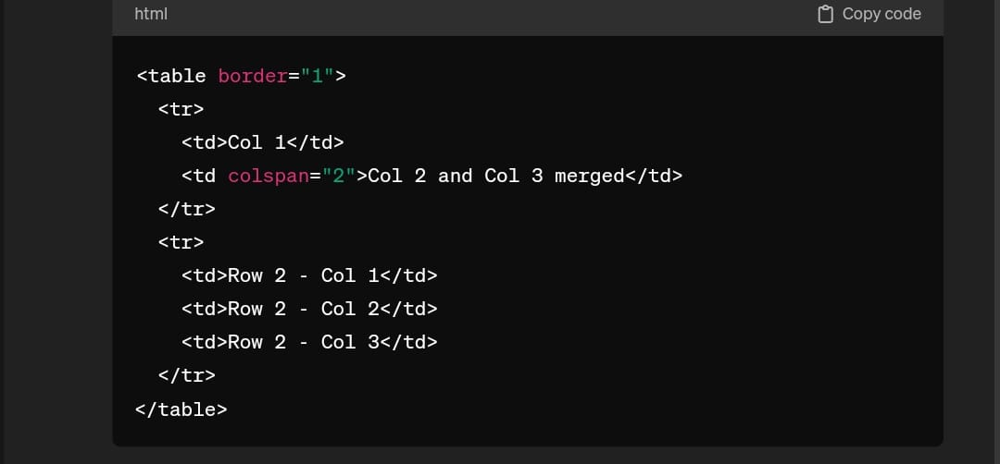 html
Copy code
<table border="1">
<tr>
<td>Col 1</td>
<td colspan="2">Col 2 and Col 3 merged</td>
</tr>
<tr>
<td>Row 2 - Col 1</td>
<td>Row 2 - Col 2</td>
<td>Row 2 - Col 3</td>
</tr>
</table>